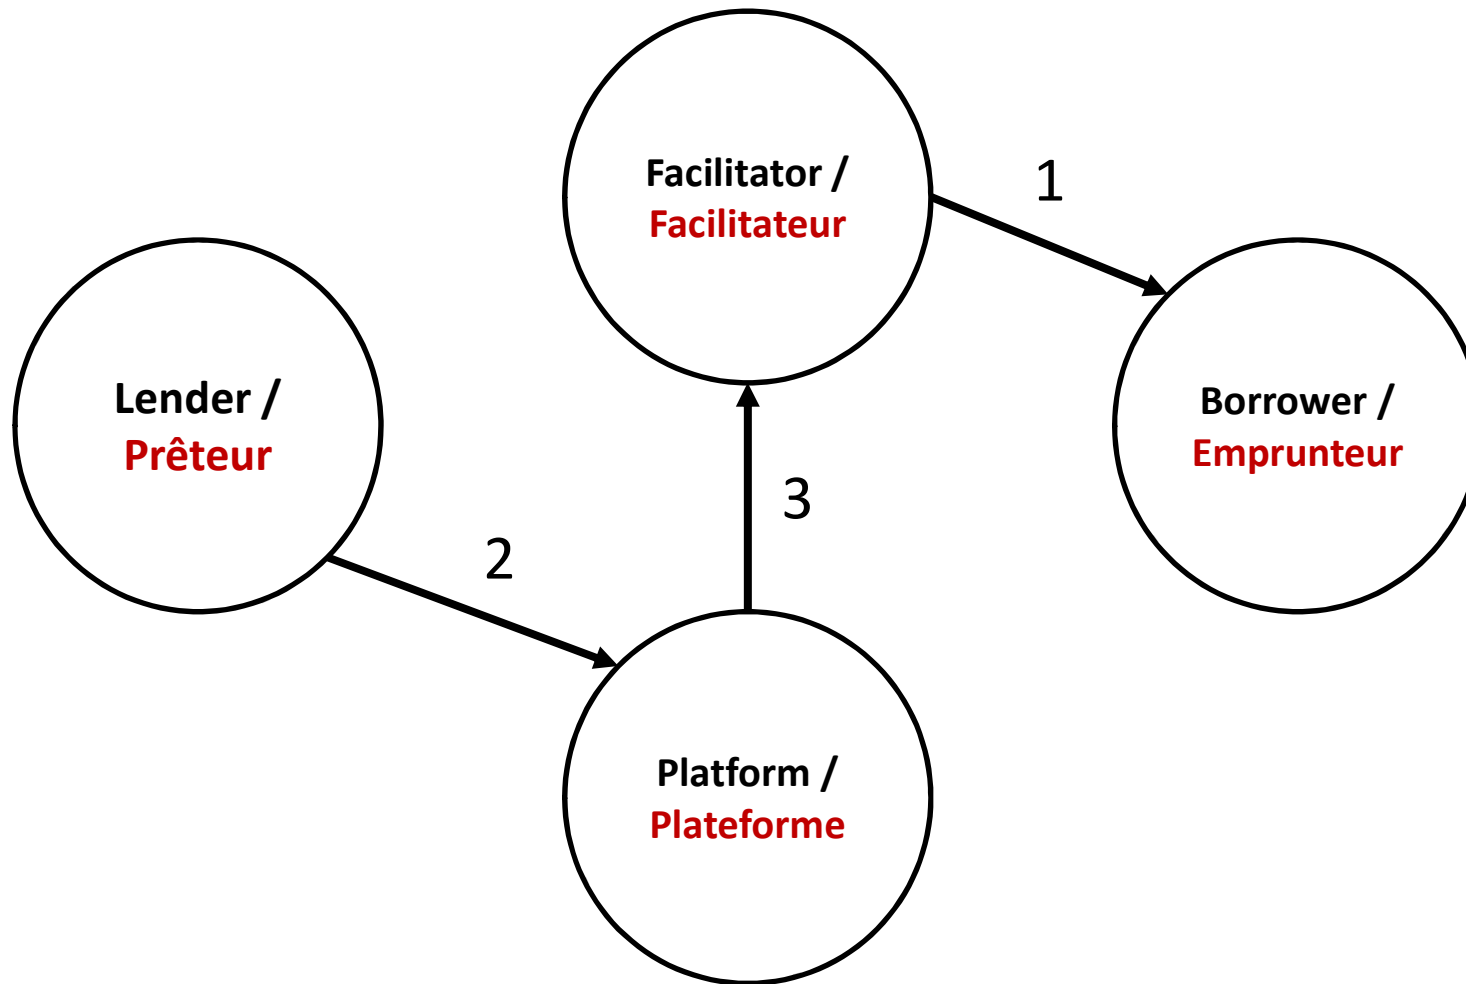 Facilitator /
Facilitateur
1
Lender /
Prêteur
Borrower /
Emprunteur
2
3
Platform /
Plateforme